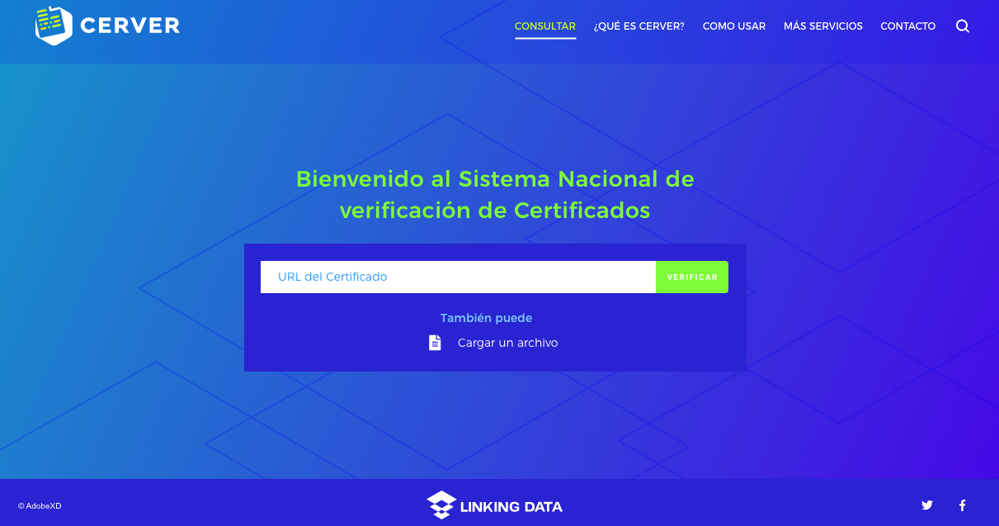 CERVER
CONSULTAR
¿QUÉ ES CERVER?
COMO USAR
MÁS SERVICIOS
CONTACTO
Bienvenido al Sistema Nacional de
verificación de Certificados
URL del Certificado
VERIFICAR
También puede
Cargar un archivo
© AdobeXD
LINKING DATA